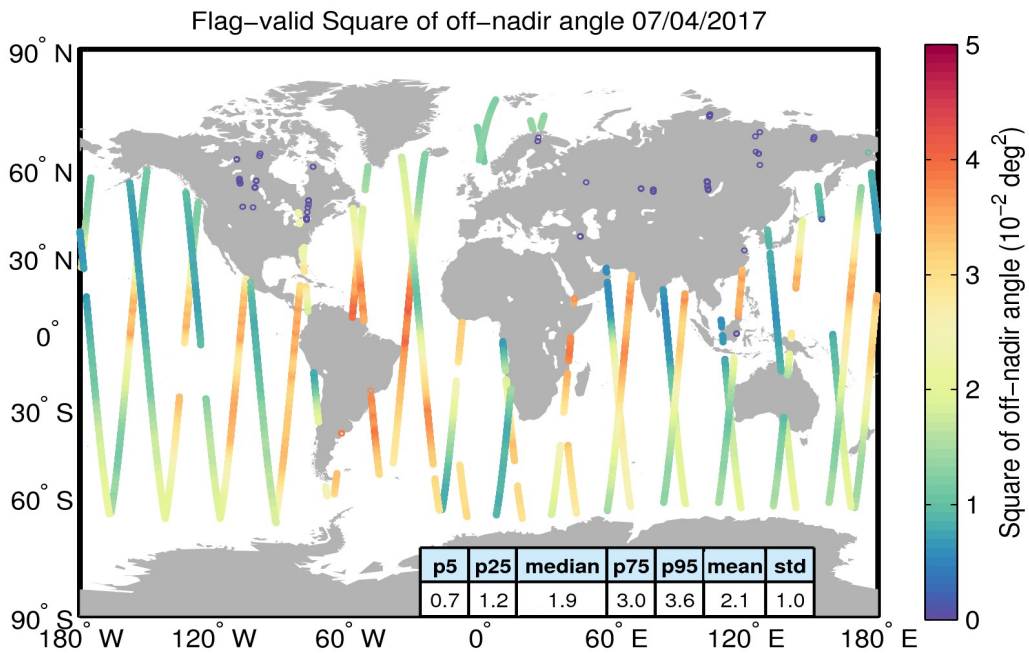 Flag−valid Square of off−nadir angle 07/04/2017
90° N
60° N
30° N
0°
30° S
60° S
90° S
180° W
120° W
60° W
0°
60° E
120° E
180° E
p5 p25 median p75 p95 mean std
0.7 1.2 1.9 3.0 3.6 2.1 1.0
5
4
3
2
1
0
Square of off−nadir angle (10⁻² deg²)